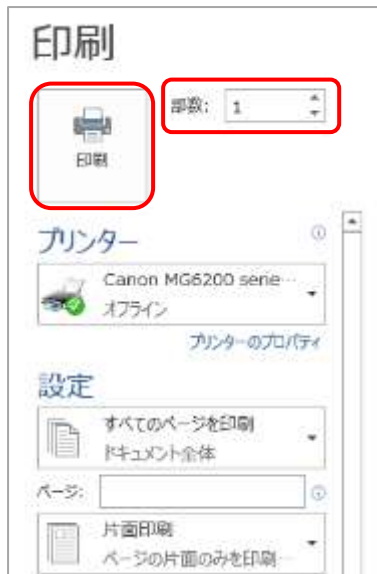 印刷
部数: 1
印刷
プリンター
Canon MG6200 serie…
オフライン
プリンターのプロパティ
設定
すべてのページを印刷
ドキュメント全体
ページ:
片面印刷
ページの片面のみを印刷…